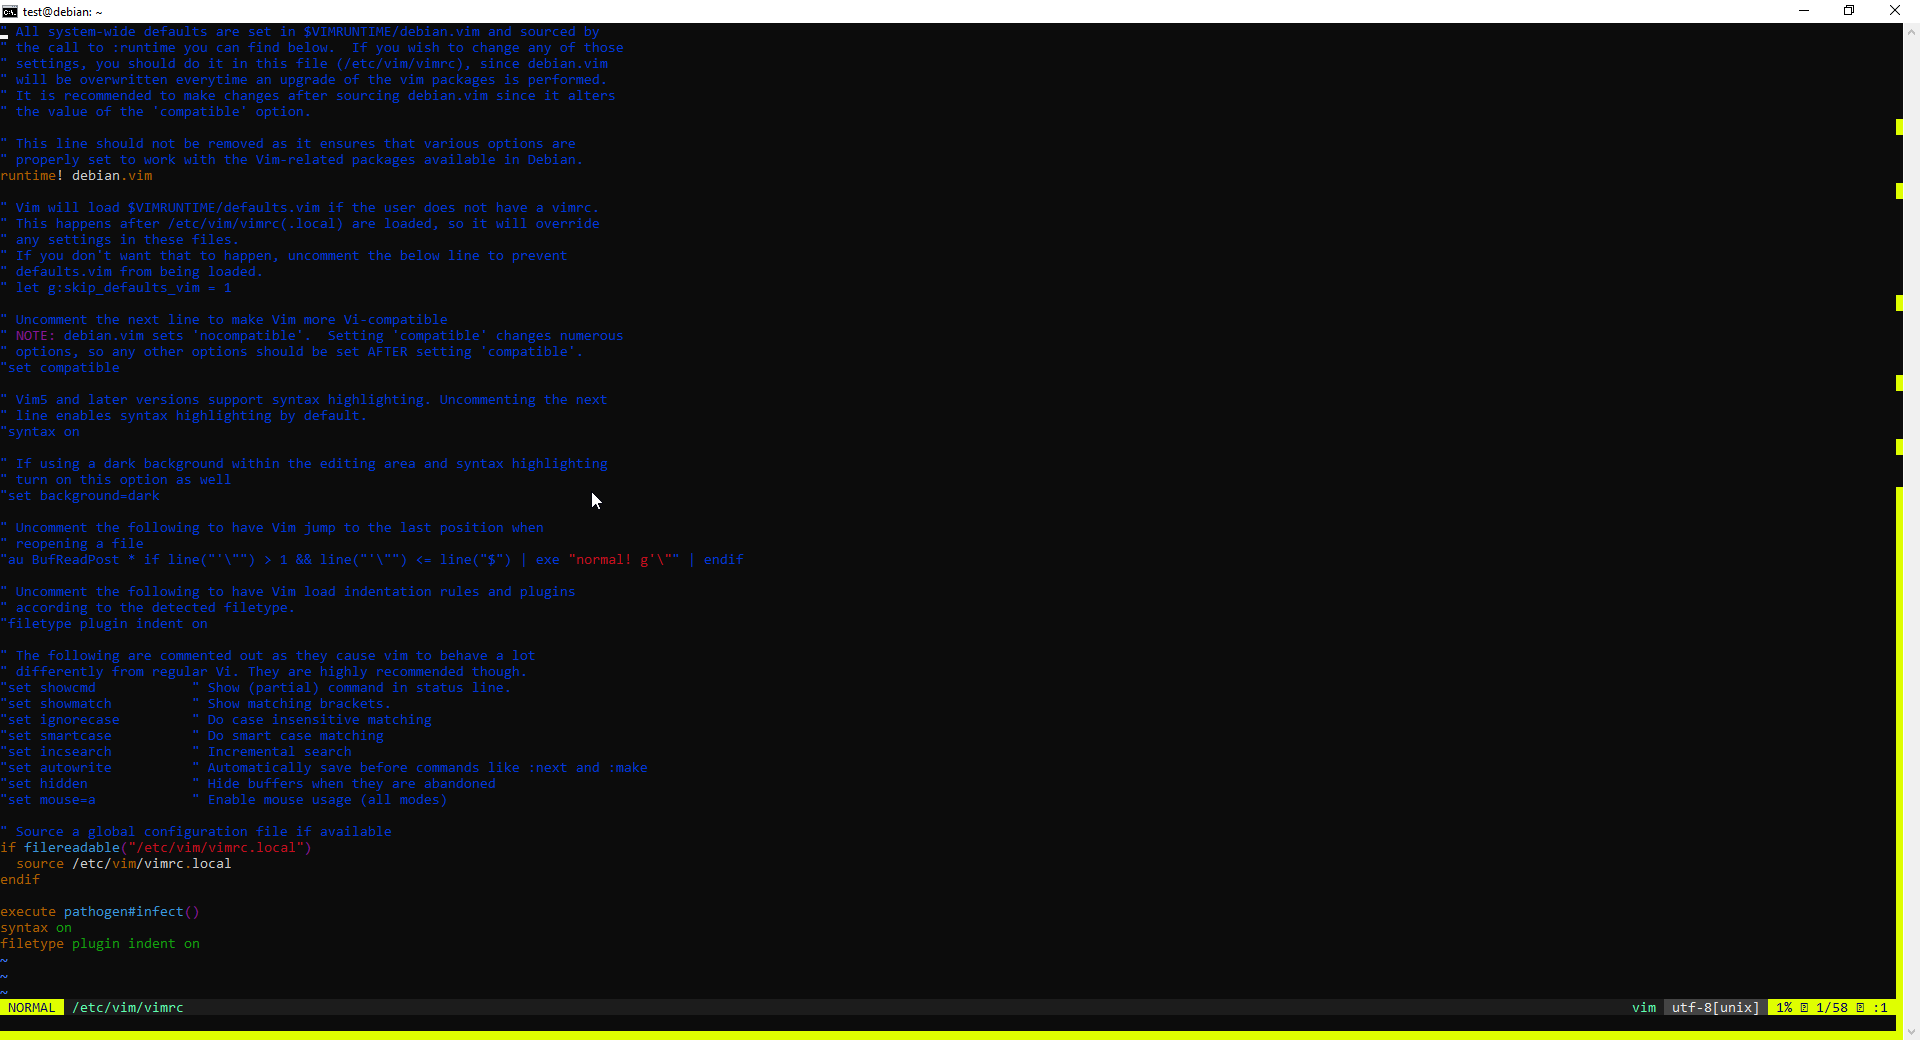 test@debian: ~
" All system-wide defaults are set in $VIMRUNTIME/debian.vim and sourced by
" the call to :runtime you can find below.  If you wish to change any of those
" settings, you should do it in this file (/etc/vim/vimrc), since debian.vim
" will be overwritten everytime an upgrade of the vim packages is performed.
" It is recommended to make changes after sourcing debian.vim since it alters
" the value of the 'compatible' option.

" This line should not be removed as it ensures that various options are
" properly set to work with the Vim-related packages available in Debian.
runtime! debian.vim

" Vim will load $VIMRUNTIME/defaults.vim if the user does not have a vimrc.
" This happens after /etc/vim/vimrc(.local) are loaded, so it will override
" any settings in these files.
" If you don't want that to happen, uncomment the below line to prevent
" defaults.vim from being loaded.
" let g:skip_defaults_vim = 1

" Uncomment the next line to make Vim more Vi-compatible
" NOTE: debian.vim sets 'nocompatible'.  Setting 'compatible' changes numerous
" options, so any other options should be set AFTER setting 'compatible'.
"set compatible

" Vim5 and later versions support syntax highlighting. Uncommenting the next
" line enables syntax highlighting by default.
"syntax on

" If using a dark background within the editing area and syntax highlighting
" turn on this option as well
"set background=dark

" Uncomment the following to have Vim jump to the last position when
" reopening a file
"au BufReadPost * if line("'\"") > 1 && line("'\"") <= line("$") | exe "normal! g'\"" | endif

" Uncomment the following to have Vim load indentation rules and plugins
" according to the detected filetype.
"filetype plugin indent on

" The following are commented out as they cause vim to behave a lot
" differently from regular Vi. They are highly recommended though.
"set showcmd            " Show (partial) command in status line.
"set showmatch          " Show matching brackets.
"set ignorecase         " Do case insensitive matching
"set smartcase          " Do smart case matching
"set incsearch          " Incremental search
"set autowrite          " Automatically save before commands like :next and :make
"set hidden             " Hide buffers when they are abandoned
"set mouse=a            " Enable mouse usage (all modes)

" Source a global configuration file if available
if filereadable("/etc/vim/vimrc.local")
  source /etc/vim/vimrc.local
endif

execute pathogen#infect()
syntax on
filetype plugin indent on
~
~
~
NORMAL  /etc/vim/vimrc  vim  utf-8[unix]  1%  1/58  :1